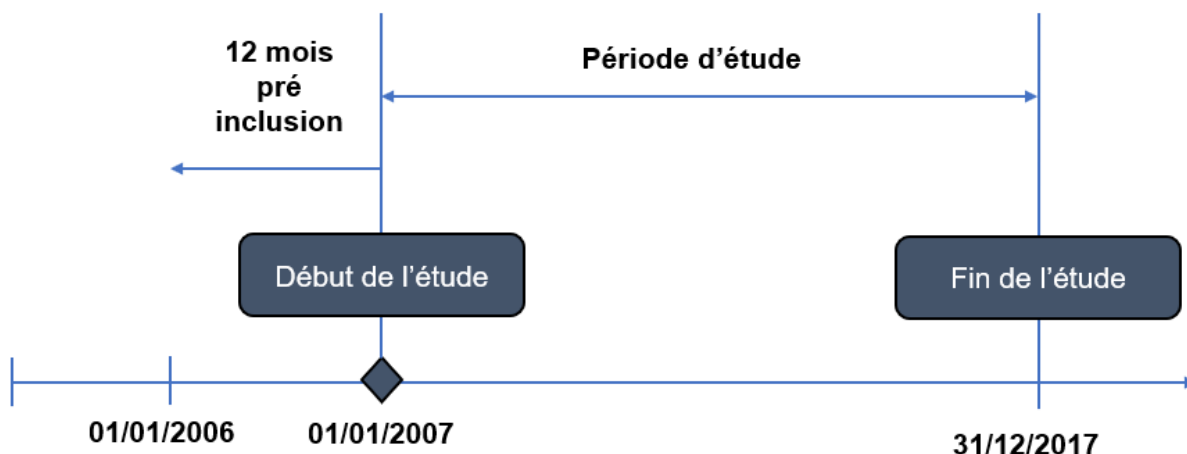 12 mois
pré
inclusion
Période d’étude
Début de l’étude
Fin de l’étude
01/01/2006
01/01/2007
31/12/2017